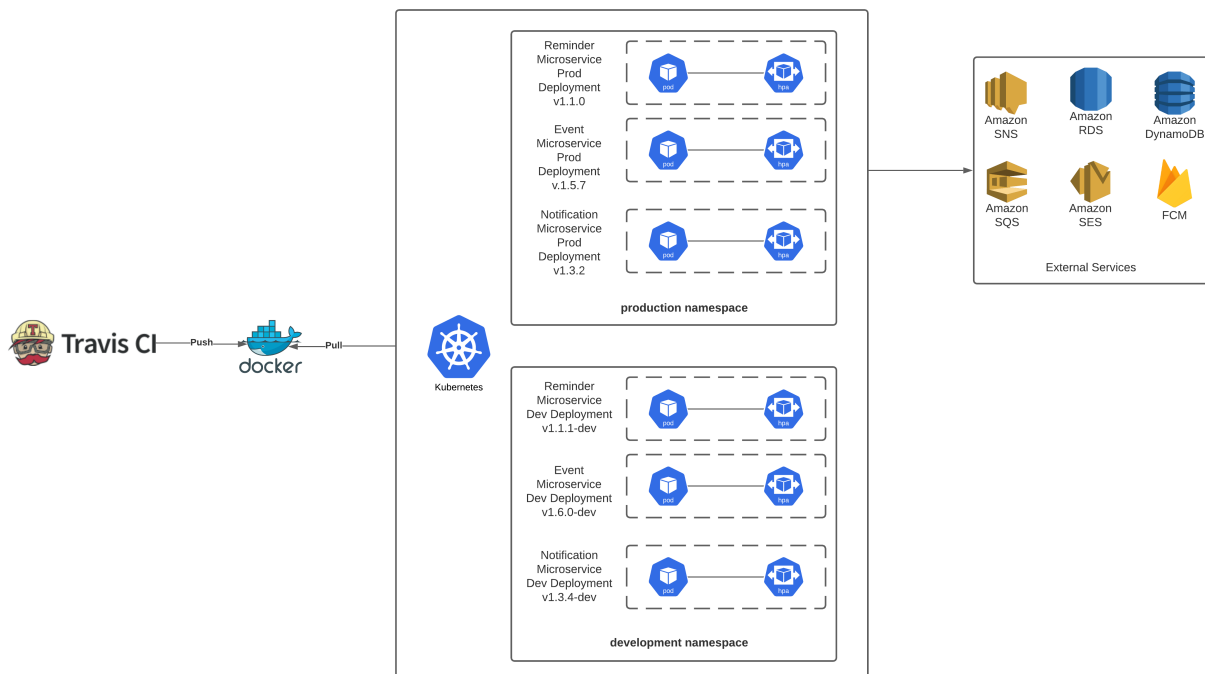 Reminder
Microservice
Prod
Deployment
v1.1.0
pod
hpa
Event
Microservice
Prod
Deployment
v.1.5.7
pod
hpa
Notification
Microservice
Prod
Deployment
v1.3.2
pod
hpa
production namespace
Amazon
SNS
Amazon
RDS
Amazon
DynamoDB
Amazon
SQS
Amazon
SES
FCM
External Services
T
Travis CI
Push
docker
Pull
Kubernetes
Reminder
Microservice
Dev Deployment
v1.1.1-dev
pod
hpa
Event
Microservice
Dev Deployment
v1.6.0-dev
pod
hpa
Notification
Microservice
Dev Deployment
v1.3.4-dev
pod
hpa
development namespace